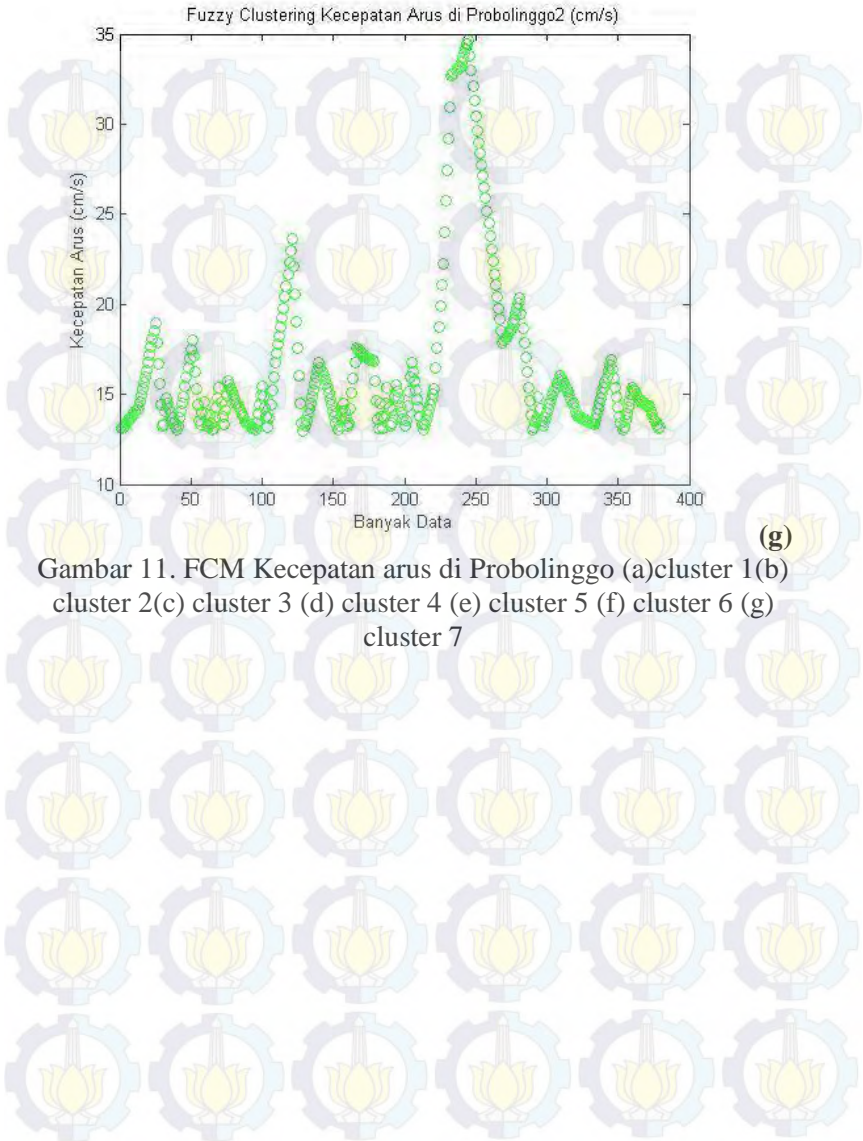 Fuzzy Clustering Kecepatan Arus di Probolinggo2 (cm/s)
35
30
25
20
15
10
Kecepatan Arus (cm/s)
0 50 100 150 200 250 300 350 400
Banyak Data
(g)
Gambar 11. FCM Kecepatan arus di Probolinggo (a)cluster 1(b)
cluster 2(c) cluster 3 (d) cluster 4 (e) cluster 5 (f) cluster 6 (g)
cluster 7